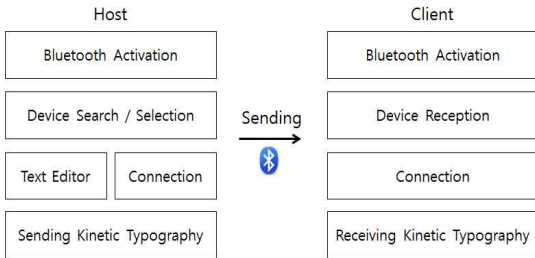 Host
Client
Bluetooth Activation
Bluetooth Activation
Device Search / Selection
Sending
Device Reception
Text Editor
Connection
Connection
Sending Kinetic Typography
Receiving Kinetic Typography